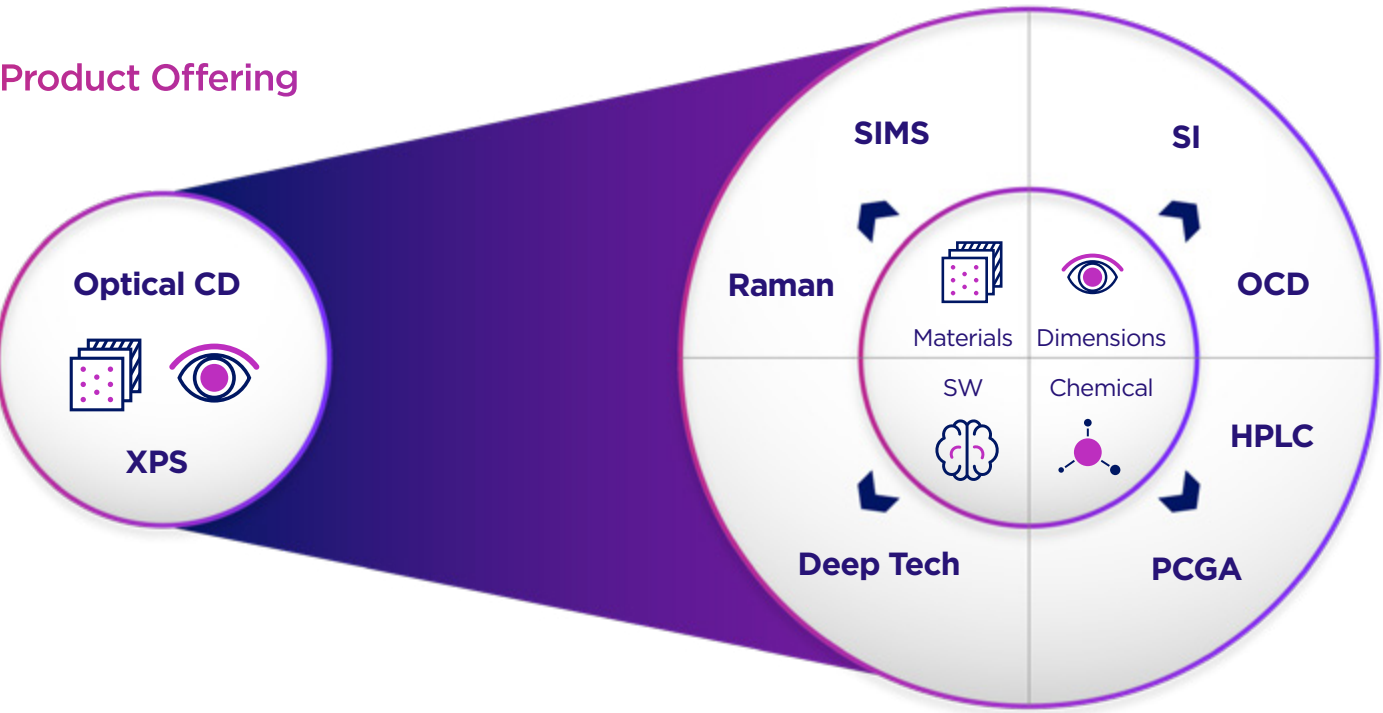 Product Offering
Optical CD
XPS
SIMS
SI
Raman
OCD
Materials
Dimensions
SW
Chemical
HPLC
Deep Tech
PCGA